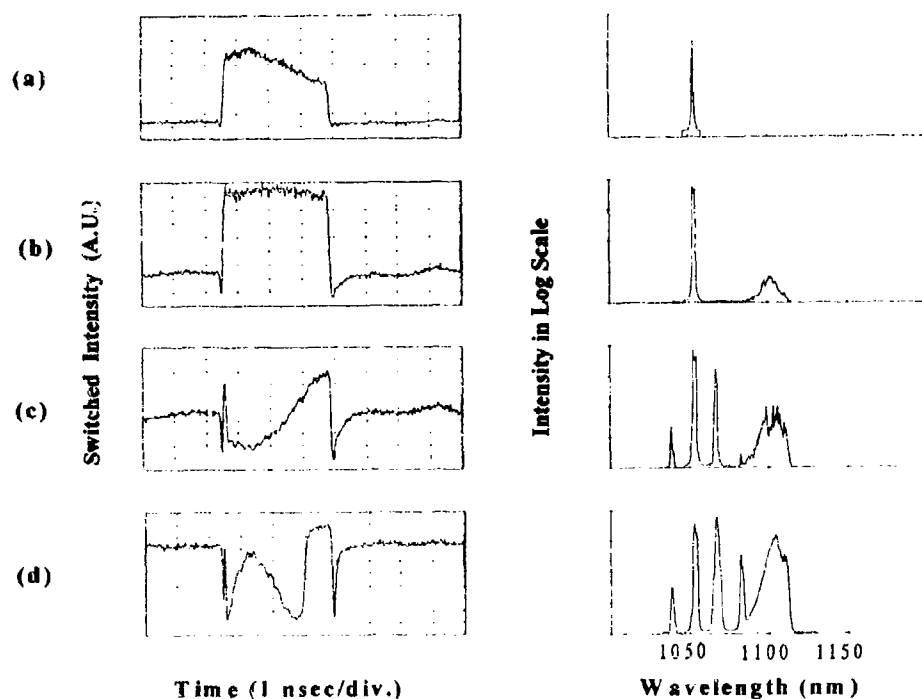 (a)
(b)
(c)
(d)
Switched Intensity (A.U.)
Intensity in Log Scale
1050 1100 1150
Time (1 nsec/div.)
Wavelength (nm)